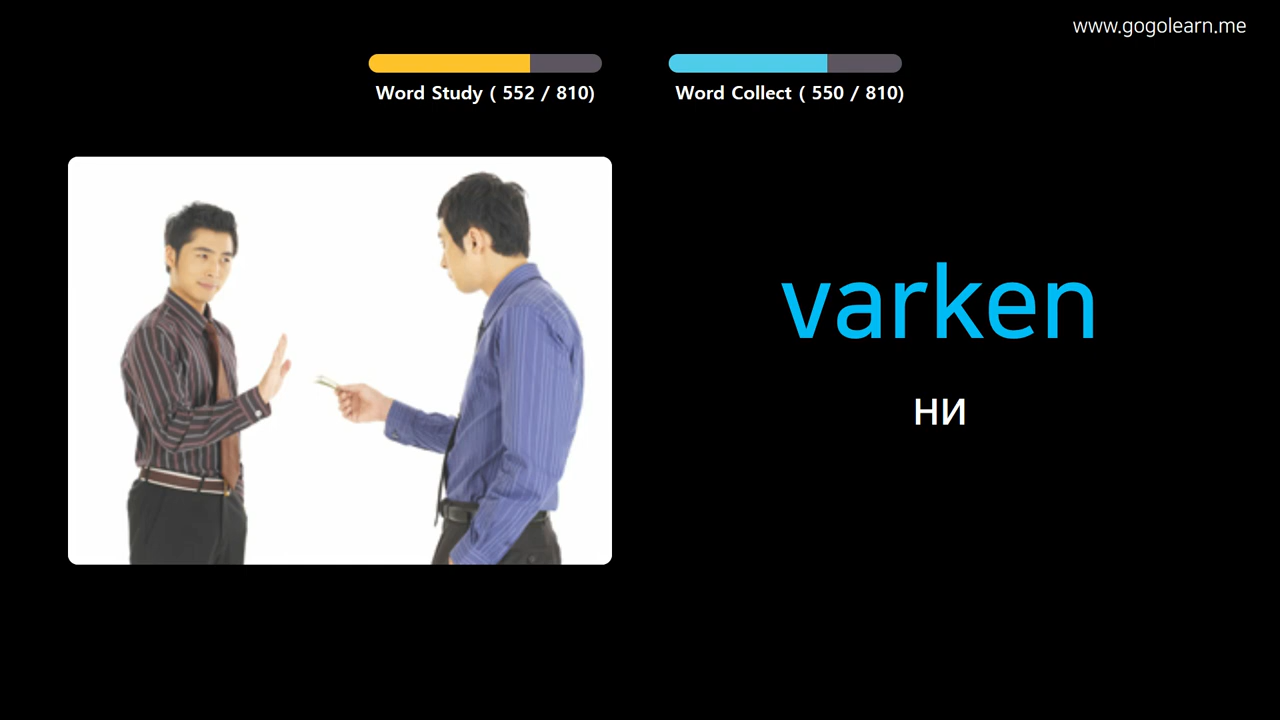 www.gogolearn.me
Word Study ( 552 / 810)
Word Collect ( 550 / 810)
varken
ни